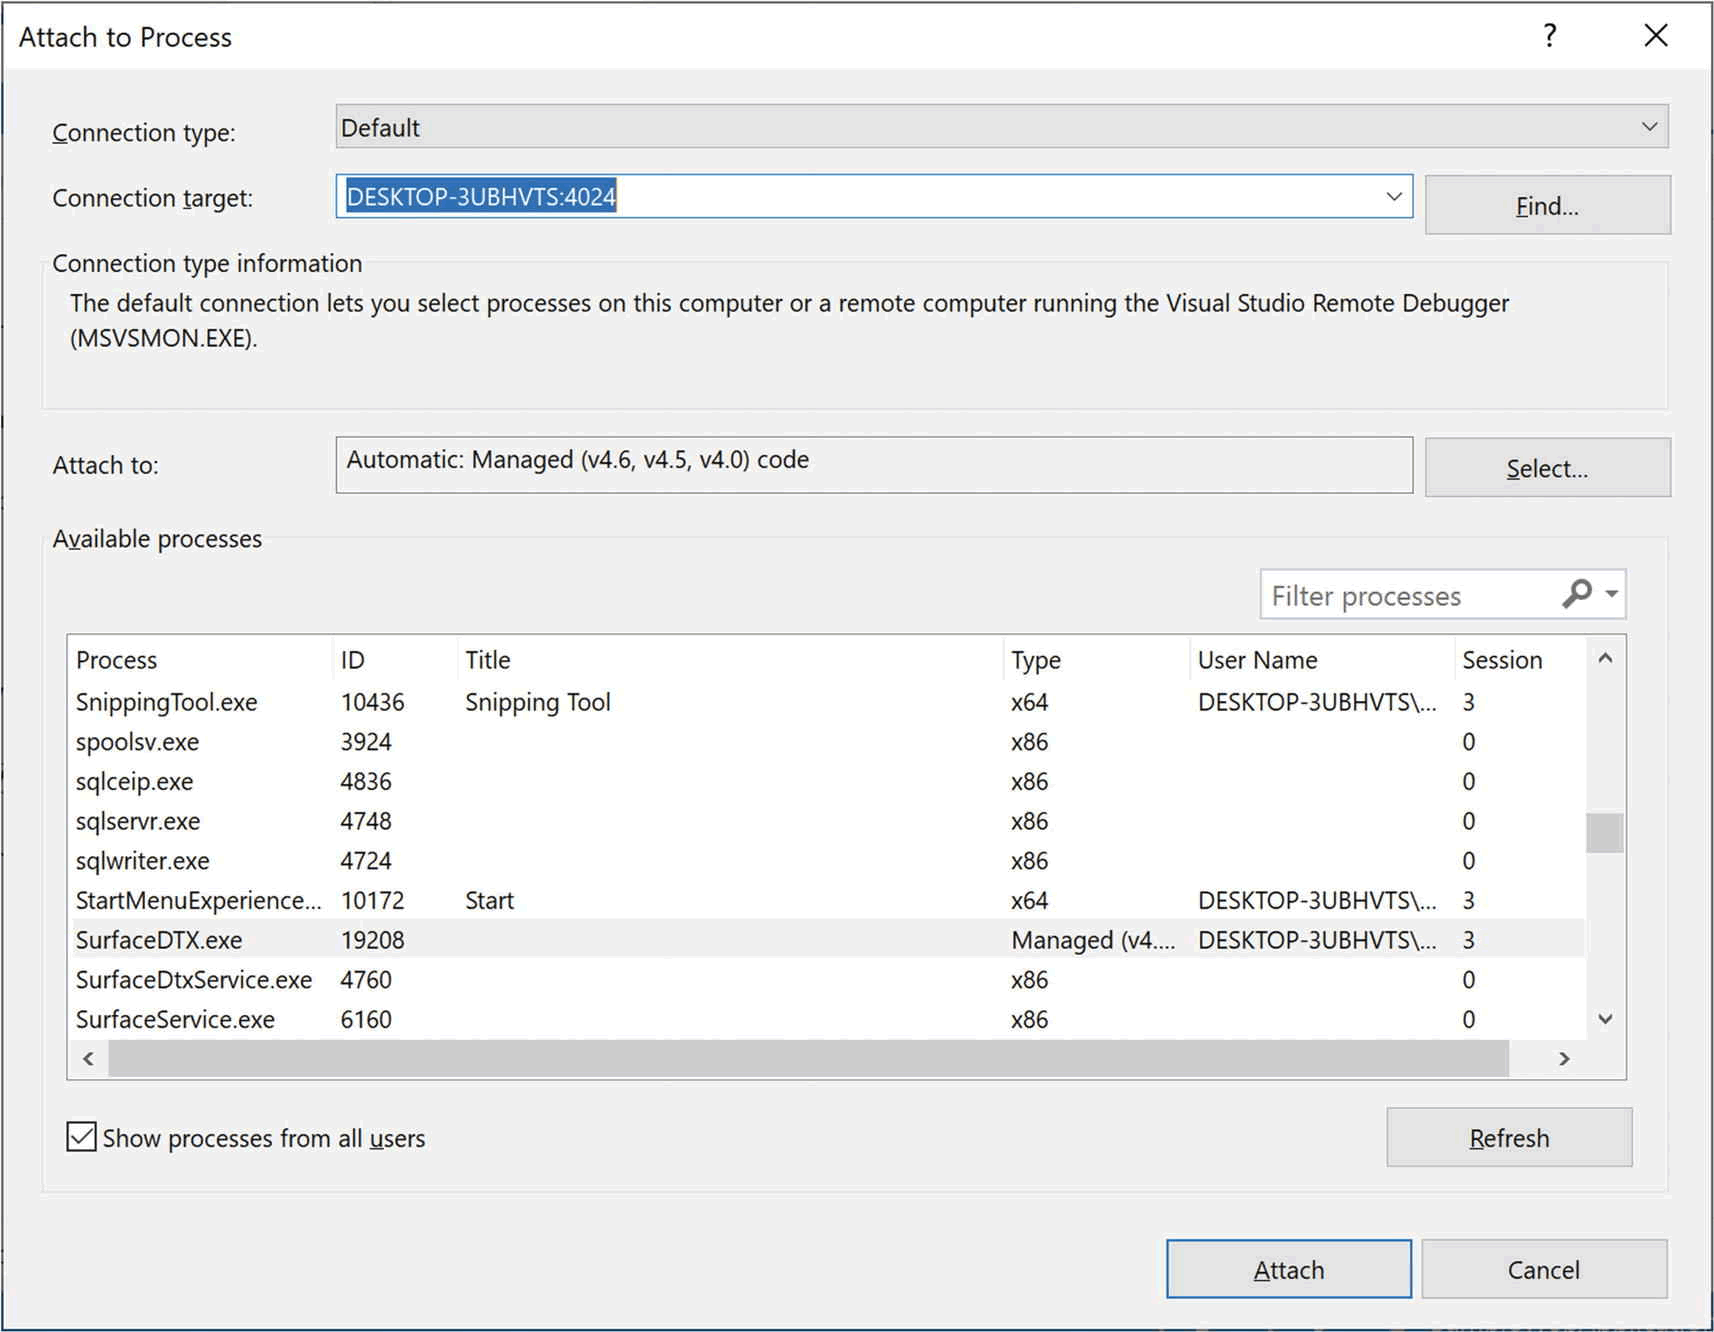 Attach to Process ?
Connection type: Default
Connection target: DESKTOP-3UBHVTS:4024 Find...
Connection type information
The default connection lets you select processes on this computer or a remote computer running the Visual Studio Remote Debugger
(MSVSMON.EXE).
Attach to: Automatic: Managed (v4.6, v4.5, v4.0) code Select...
Available processes
Filter processes
Process ID Title Type User Name Session
SnippingTool.exe 10436 Snipping Tool x64 DESKTOP-3UBHVTS\... 3
spoolsv.exe 3924 x86 0
sqlceip.exe 4836 x86 0
sqlservr.exe 4748 x86 0
sqlwriter.exe 4724 x86 0
StartMenuExperience... 10172 Start x64 DESKTOP-3UBHVTS\... 3
SurfaceDTX.exe 19208 Managed (v4.... DESKTOP-3UBHVTS\... 3
SurfaceDtxService.exe 4760 x86 0
SurfaceService.exe 6160 x86 0
Show processes from all users Refresh
Attach Cancel